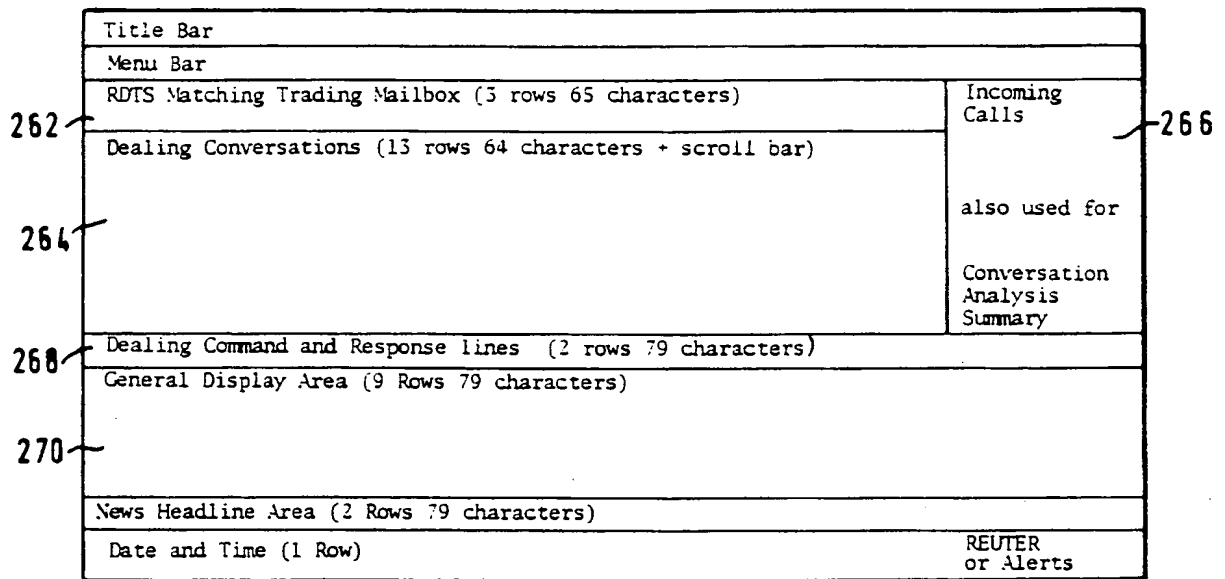 Title Bar
Menu Bar
RDTS Matching Trading Mailbox (3 rows 65 characters)
Incoming
Calls
262
266
Dealing Conversations (13 rows 64 characters + scroll bar)
also used for
264
Conversation
Analysis
Summary
268
Dealing Command and Response lines (2 rows 79 characters)
General Display Area (9 Rows 79 characters)
270
News Headline Area (2 Rows 79 characters)
Date and Time (1 Row)
REUTER
or Alerts